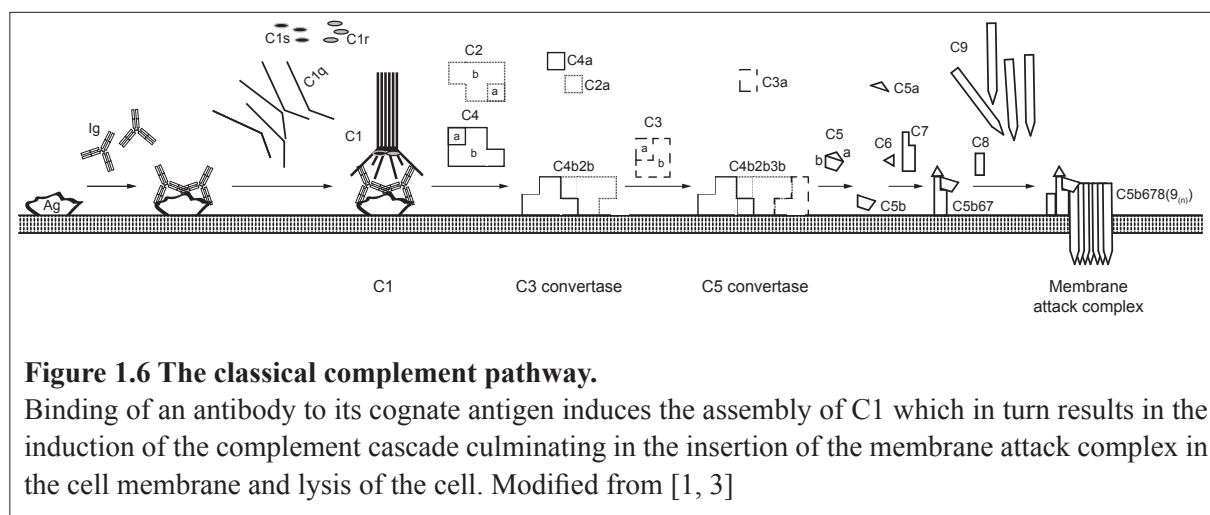 C1s
C1r
C1q
Ig
Ag
C1
C2
b
a
C4
a
b
C4a
C2a
C4b2b
C3
a
b
C3a
C4b2b3b
C5
b
a
C5a
C5b
C6
C7
C5b67
C8
C9
C5b678(9(n))
C1
C3 convertase
C5 convertase
Membrane
attack complex
Figure 1.6 The classical complement pathway.
Binding of an antibody to its cognate antigen induces the assembly of C1 which in turn results in the
induction of the complement cascade culminating in the insertion of the membrane attack complex in
the cell membrane and lysis of the cell. Modified from [1, 3]